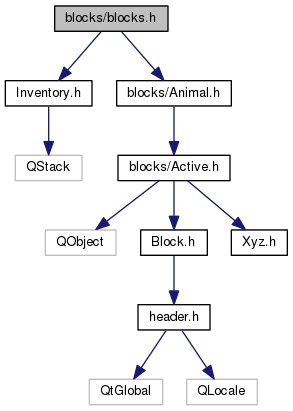 blocks/blocks.h
Inventory.h
blocks/Animal.h
QStack
blocks/Active.h
QObject
Block.h
Xyz.h
header.h
QtGlobal
QLocale